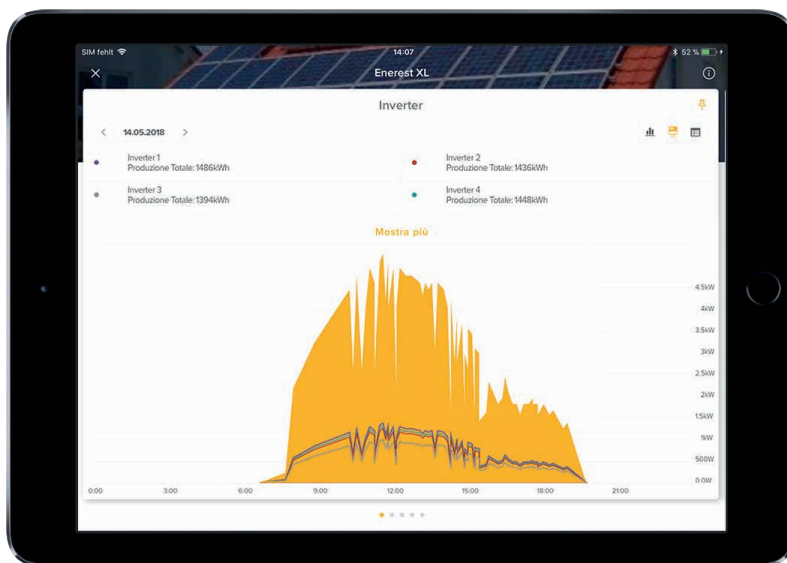 SIM fehlt
14:07
52 %
Enerest XL
Inverter
14.05.2018
Inverter 1
Produzione Totale: 1486kWh
Inverter 2
Produzione Totale: 1436kWh
Inverter 3
Produzione Totale: 1394kWh
Inverter 4
Produzione Totale: 1448kWh
Mostra più
4.5kW
4kW
3.5kW
3kW
2.5kW
2kW
1.5kW
1kW
500W
0.0W
0:00
3:00
6:00
9:00
12:00
15:00
18:00
21:00